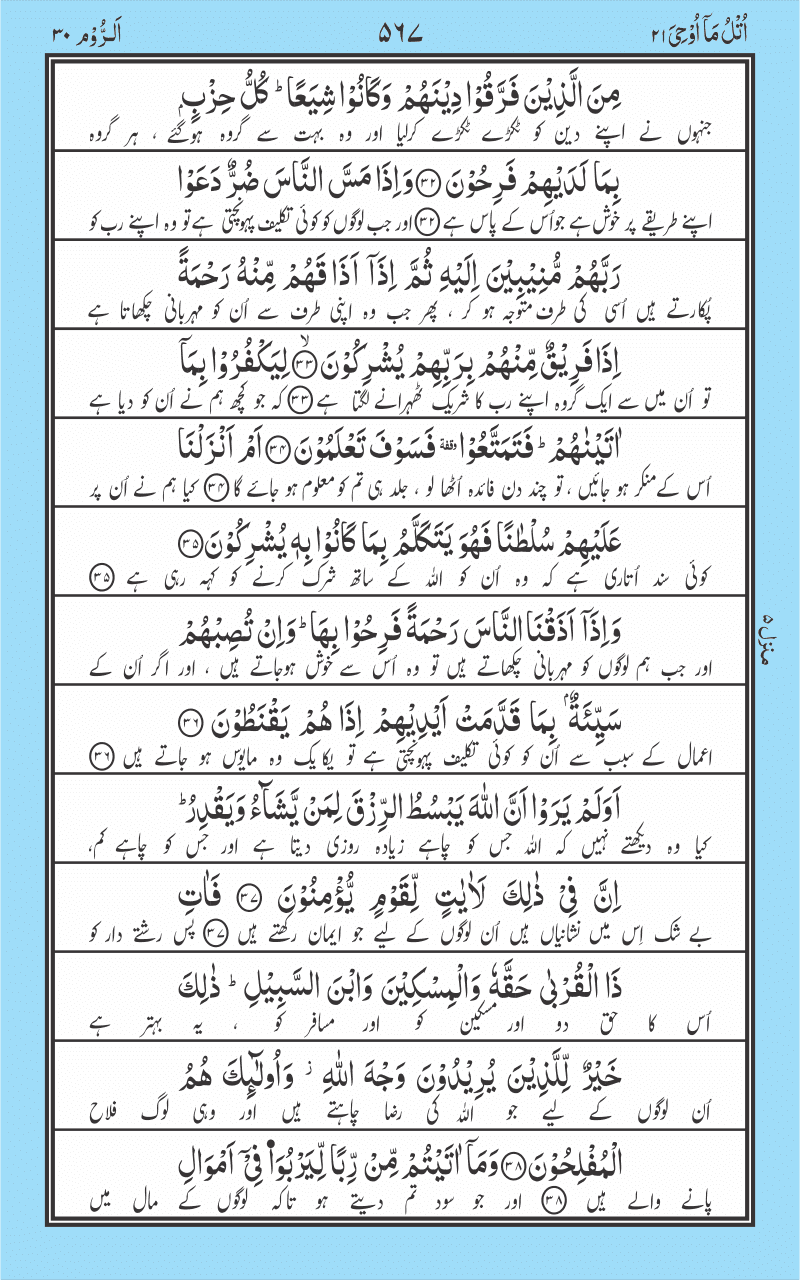 اُتْلُ مَآ اُوْحِیَ ۲۱ ۵۶۷ اَلرُّوْم ۳۰
مِنَ الَّذِیْنَ فَرَّقُوْا دِیْنَهُمْ وَكَانُوْا شِیَعًا ؕ كُلُّ حِزْبٍۭ
جنہوں نے اپنے دین کو ٹکڑے ٹکڑے کرلیا اور وہ بہت سے گروہ ہوگئے ، ہر گروہ
بِمَا لَدَیْهِمْ فَرِحُوْنَ ﴿۳۲﴾ وَاِذَا مَسَّ النَّاسَ ضُرٌّ دَعَوْا
اپنے طریقے پر خوش ہے جو اُس کے پاس ہے ﴿۳۲﴾ اور جب لوگوں کو کوئی تکلیف پہونچتی ہے تو وہ اپنے رب کو
رَبَّهُمْ مُّنِیْبِیْنَ اِلَیْهِ ثُمَّ اِذَاۤ اَذَاقَهُمْ مِّنْهُ رَحْمَةً
پُکارتے ہیں اُسی کی طرف متوجہ ہو کر ، پھر جب وہ اپنی طرف سے اُن کو مہربانی چکھاتا ہے
اِذَا فَرِیْقٌ مِّنْهُمْ بِرَبِّهِمْ یُشْرِكُوْنَ ﴿ۙ۳۳﴾ لِیَكْفُرُوْا بِمَاۤ
تو اُن میں سے ایک گروہ اپنے رب کا شریک ٹھہرانے لگتا ہے ﴿۳۳﴾ کہ جو کچھ ہم نے اُن کو دیا ہے
اٰتَیْنٰهُمْ ؕ فَتَمَتَّعُوْا وقفة فَسَوْفَ تَعْلَمُوْنَ ﴿۳۴﴾ اَمْ اَنْزَلْنَا
اُس کے منکر ہو جائیں ، تو چند دن فائدہ اُٹھا لو ، جلد ہی تم کو معلوم ہو جائے گا ﴿۳۴﴾ کیا ہم نے اُن پر
عَلَیْهِمْ سُلْطٰنًا فَهُوَ یَتَكَلَّمُ بِمَا كَانُوْا بِهٖ یُشْرِكُوْنَ ﴿۳۵﴾
کوئی سند اُتاری ہے کہ وہ اُن کو اللہ کے ساتھ شرک کرنے کو کہہ رہی ہے ﴿۳۵﴾
وَاِذَاۤ اَذَقْنَا النَّاسَ رَحْمَةً فَرِحُوْا بِهَا ؕ وَاِنْ تُصِبْهُمْ
اور جب ہم لوگوں کو مہربانی چکھاتے ہیں تو وہ اُس سے خوش ہوجاتے ہیں ، اور اگر اُن کے
منزل ۵
سَیِّئَةٌۢ بِمَا قَدَّمَتْ اَیْدِیْهِمْ اِذَا هُمْ یَقْنَطُوْنَ ﴿۳۶﴾
اعمال کے سبب سے اُن کو کوئی تکلیف پہونچتی ہے تو یکایک وہ مایوس ہو جاتے ہیں ﴿۳۶﴾
اَوَلَمْ یَرَوْا اَنَّ اللّٰهَ یَبْسُطُ الرِّزْقَ لِمَنْ یَّشَآءُ وَیَقْدِرُ ؕ
کیا وہ دیکھتے نہیں کہ اللہ جس کو چاہے زیادہ روزی دیتا ہے اور جس کو چاہے کم،
اِنَّ فِیْ ذٰلِكَ لَاٰیٰتٍ لِّقَوْمٍ یُّؤْمِنُوْنَ ﴿۳۷﴾ فَاٰتِ
بے شک اِس میں نشانیاں ہیں اُن لوگوں کے لیے جو ایمان رکھتے ہیں ﴿۳۷﴾ پس رشتے دار کو
ذَا الْقُرْبٰی حَقَّهٗ وَالْمِسْكِیْنَ وَابْنَ السَّبِیْلِ ؕ ذٰلِكَ
اُس کا حق دو اور مسکین کو اور مسافر کو ، یہ بہتر ہے
خَیْرٌ لِّلَّذِیْنَ یُرِیْدُوْنَ وَجْهَ اللّٰهِ ؗ وَاُولٰٓئِكَ هُمُ
اُن لوگوں کے لیے جو اللہ کی رضا چاہتے ہیں اور وہی لوگ فلاح
الْمُفْلِحُوْنَ ﴿۳۸﴾ وَمَاۤ اٰتَیْتُمْ مِّنْ رِّبًا لِّیَرْبُوَا۟ فِیْۤ اَمْوَالِ
پانے والے ہیں ﴿۳۸﴾ اور جو سود تم دیتے ہو تاکہ لوگوں کے مال میں